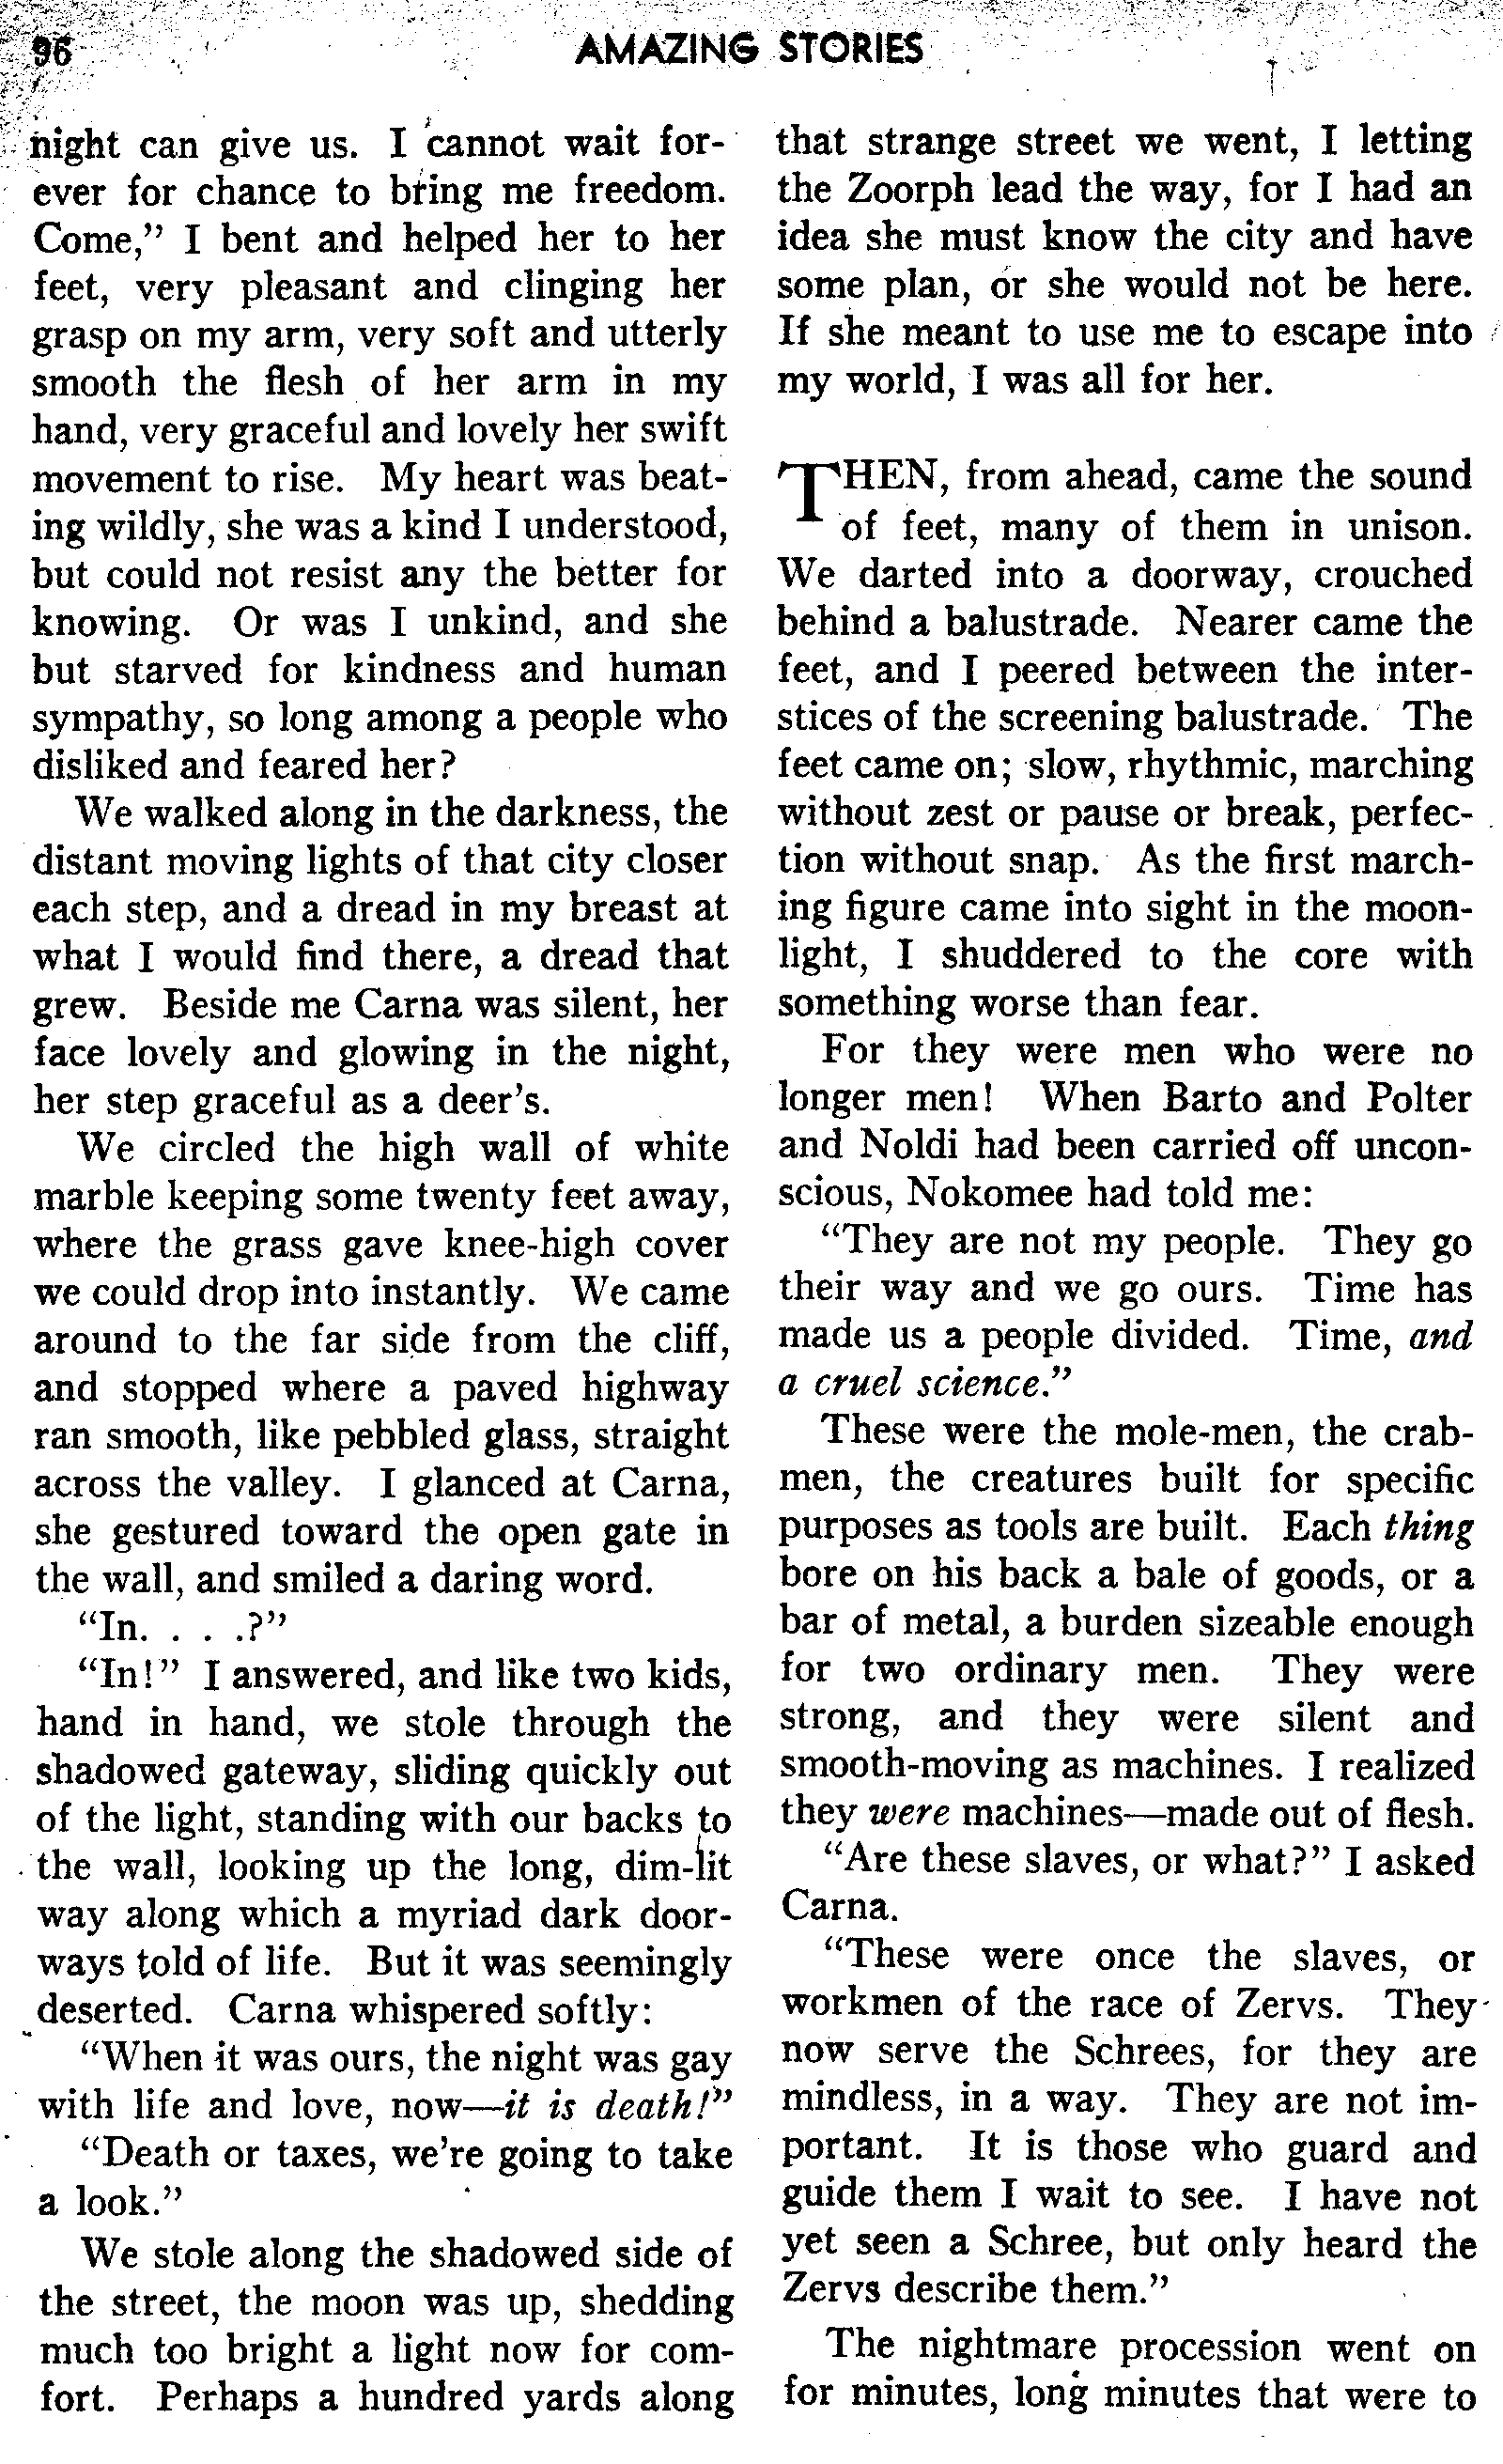 96
AMAZING STORIES
night can give us. I cannot wait for-
ever for chance to bring me freedom.
Come," I bent and helped her to her
feet, very pleasant and clinging her
grasp on my arm, very soft and utterly
smooth the flesh of her arm in my
hand, very graceful and lovely her swift
movement to rise. My heart was beat-
ing wildly, she was a kind I understood,
but could not resist any the better for
knowing. Or was I unkind, and she
but starved for kindness and human
sympathy, so long among a people who
disliked and feared her?
We walked along in the darkness, the
distant moving lights of that city closer
each step, and a dread in my breast at
what I would find there, a dread that
grew. Beside me Carna was silent, her
face lovely and glowing in the night,
her step graceful as a deer's.
We circled the high wall of white
marble keeping some twenty feet away,
where the grass gave knee-high cover
we could drop into instantly. We came
around to the far side from the cliff,
and stopped where a paved highway
ran smooth, like pebbled glass, straight
across the valley. I glanced at Carna,
she gestured toward the open gate in
the wall, and smiled a daring word.
"In. . . .?"
"In!" I answered, and like two kids,
hand in hand, we stole through the
shadowed gateway, sliding quickly out
of the light, standing with our backs to
the wall, looking up the long, dim-lit
way along which a myriad dark door-
ways told of life. But it was seemingly
deserted. Carna whispered softly:
"When it was ours, the night was gay
with life and love, now—it is death!"
"Death or taxes, we're going to take
a look."
We stole along the shadowed side of
the street, the moon was up, shedding
much too bright a light now for com-
fort. Perhaps a hundred yards along
that strange street we went, I letting
the Zoorph lead the way, for I had an
idea she must know the city and have
some plan, or she would not be here.
If she meant to use me to escape into
my world, I was all for her.
THEN, from ahead, came the sound
of feet, many of them in unison.
We darted into a doorway, crouched
behind a balustrade. Nearer came the
feet, and I peered between the inter-
stices of the screening balustrade. The
feet came on; slow, rhythmic, marching
without zest or pause or break, perfec-
tion without snap. As the first march-
ing figure came into sight in the moon-
light, I shuddered to the core with
something worse than fear.
For they were men who were no
longer men! When Barto and Polter
and Noldi had been carried off uncon-
scious, Nokomee had told me:
"They are not my people. They go
their way and we go ours. Time has
made us a people divided. Time, and
a cruel science."
These were the mole-men, the crab-
men, the creatures built for specific
purposes as tools are built. Each thing
bore on his back a bale of goods, or a
bar of metal, a burden sizeable enough
for two ordinary men. They were
strong, and they were silent and
smooth-moving as machines. I realized
they were machines—made out of flesh.
"Are these slaves, or what?" I asked
Carna.
"These were once the slaves, or
workmen of the race of Zervs. They
now serve the Schrees, for they are
mindless, in a way. They are not im-
portant. It is those who guard and
guide them I wait to see. I have not
yet seen a Schree, but only heard the
Zervs describe them."
The nightmare procession went on
for minutes, long minutes that were to